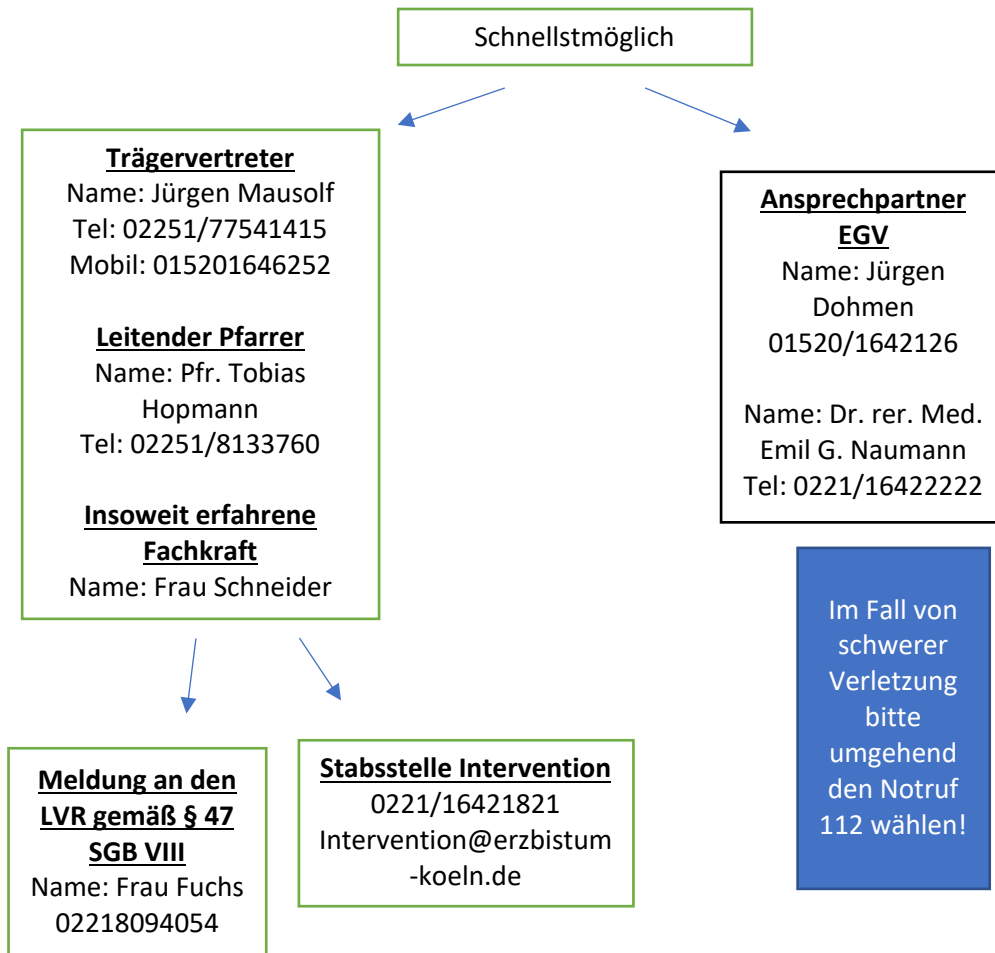 Schnellstmöglich
Trägervertreter
Name: Jürgen Mausolf
Tel: 02251/77541415
Mobil: 015201646252
Leitender Pfarrer
Name: Pfr. Tobias
Hopmann
Tel: 02251/8133760
Insoweit erfahrene
Fachkraft
Name: Frau Schneider
Ansprechpartner
EGV
Name: Jürgen
Dohmen
01520/1642126
Name: Dr. rer. Med.
Emil G. Naumann
Tel: 0221/16422222
Im Fall von
schwerer
Verletzung
bitte
umgehend
den Notruf
112 wählen!
Meldung an den
LVR gemäß § 47
SGB VIII
Name: Frau Fuchs
02218094054
Stabsstelle Intervention
0221/16421821
Intervention@erzbistum
-koeln.de